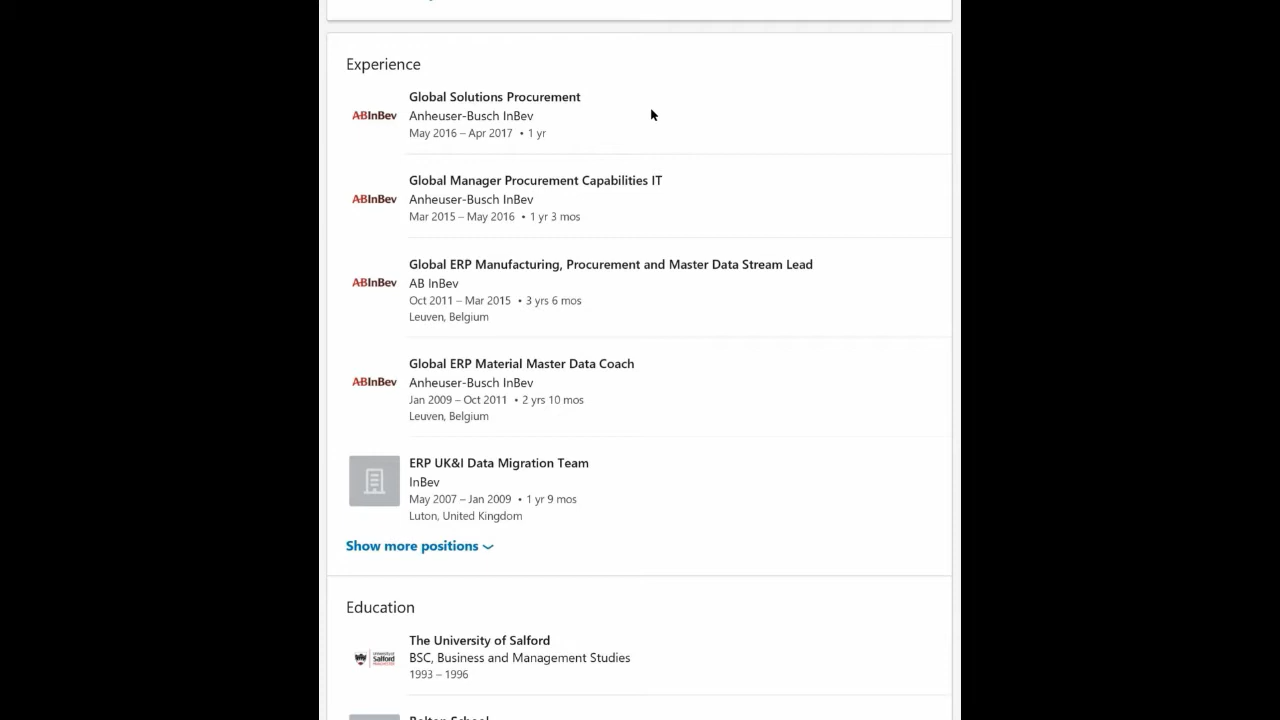 Experience
Global Solutions Procurement
ABInBev
Anheuser-Busch InBev
May 2016 – Apr 2017 • 1 yr
Global Manager Procurement Capabilities IT
ABInBev
Anheuser-Busch InBev
Mar 2015 – May 2016 • 1 yr 3 mos
Global ERP Manufacturing, Procurement and Master Data Stream Lead
ABInBev
AB InBev
Oct 2011 – Mar 2015 • 3 yrs 6 mos
Leuven, Belgium
Global ERP Material Master Data Coach
ABInBev
Anheuser-Busch InBev
Jan 2009 – Oct 2011 • 2 yrs 10 mos
Leuven, Belgium
ERP UK&I Data Migration Team
InBev
May 2007 – Jan 2009 • 1 yr 9 mos
Luton, United Kingdom
Show more positions
Education
The University of Salford
University of
Salford
BSC, Business and Management Studies
1993 – 1996
Bolton School